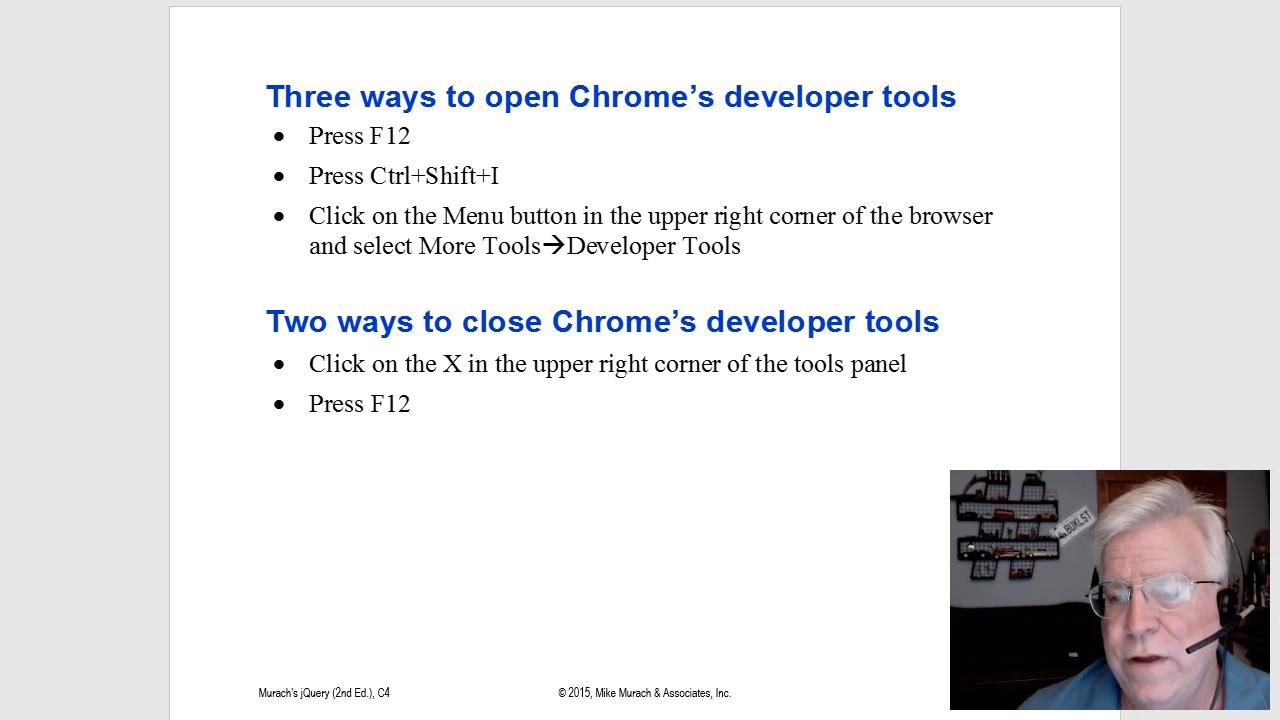 Three ways to open Chrome’s developer tools
• Press F12
• Press Ctrl+Shift+I
• Click on the Menu button in the upper right corner of the browser
and select More Tools→Developer Tools
Two ways to close Chrome’s developer tools
• Click on the X in the upper right corner of the tools panel
• Press F12
BUKLST
Murach’s jQuery (2nd Ed.), C4
© 2015, Mike Murach & Associates, Inc.